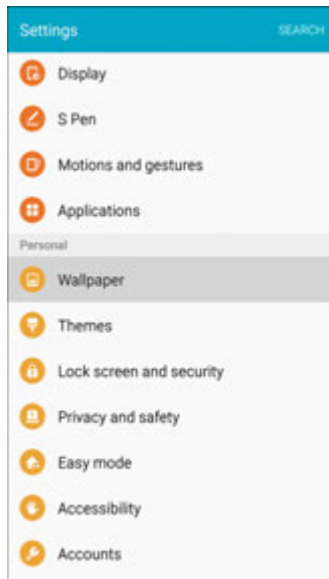 Settings SEARCH
Display
S Pen
Motions and gestures
Applications
Personal
Wallpaper
Themes
Lock screen and security
Privacy and safety
Easy mode
Accessibility
Accounts